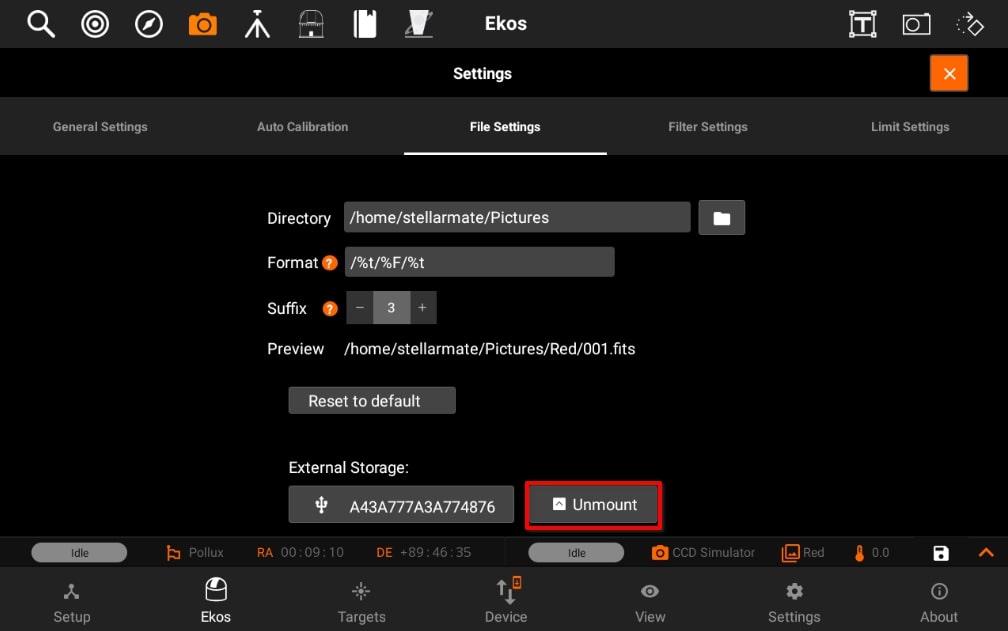 Ekos
Settings
General Settings Auto Calibration File Settings Filter Settings Limit Settings
Directory /home/stellarmate/Pictures
Format ? /%t/%F/%t
Suffix ? − 3 +
Preview /home/stellarmate/Pictures/Red/001.fits
Reset to default
External Storage:
A43A777A3A774876 Unmount
Idle Pollux RA 00:09:10 DE +89:46:35 Idle CCD Simulator Red 0.0
Setup Ekos Targets Device View Settings About